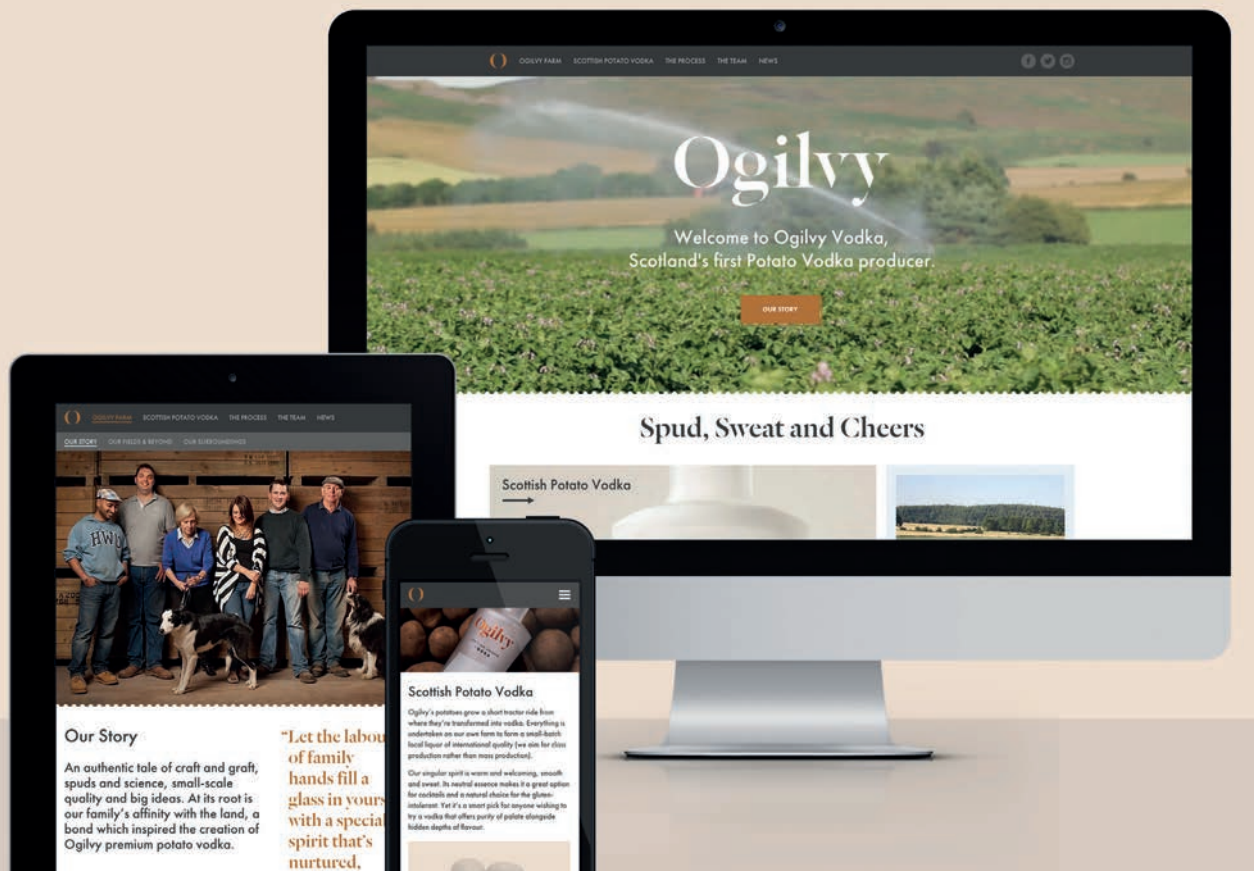 O OGILVY FARM SCOTTISH POTATO VODKA THE PROCESS THE TEAM NEWS
Ogilvy
Welcome to Ogilvy Vodka,
Scotland's first Potato Vodka producer.
OUR STORY
Spud, Sweat and Cheers
Scottish Potato Vodka
O OGILVY FARM SCOTTISH POTATO VODKA THE PROCESS THE TEAM NEWS
OUR STORY OUR FIELDS & BEYOND OUR SURROUNDINGS
HWU
Our Story
An authentic tale of craft and graft,
spuds and science, small-scale
quality and big ideas. At its root is
our family's affinity with the land, a
bond which inspired the creation of
Ogilvy premium potato vodka.
"Let the labou
of family
hands fill a
glass in yours
with a special
spirit that's
nurtured,
O
Ogilvy
Scottish Potato Vodka
Ogilvy's potatoes grow a short tractor ride from
where they're transformed into vodka. Everything is
undertaken on our own farm to form a small-batch
local liquor of international quality (we aim for class
production rather than mass production).
Our singular spirit is warm and welcoming, smooth
and sweet. Its neutral essence makes it a great option
for cocktails and a natural choice for the gluten-
intolerant. Yet it's a smart pick for anyone wishing to
try a vodka that offers purity of palate alongside
hidden depths of flavour.